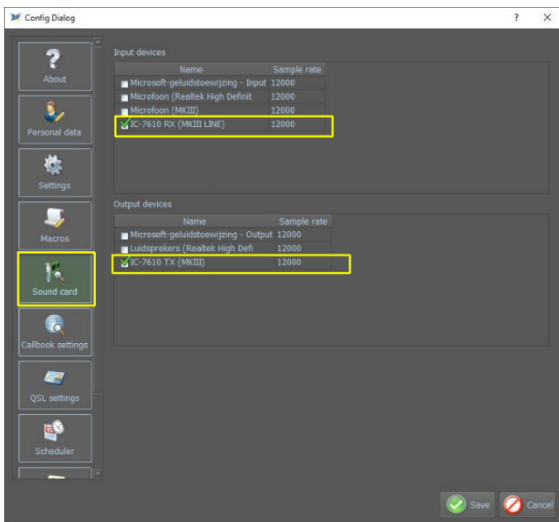 Config Dialog
?
About
Personal data
Settings
Macros
Sound card
Callbook settings
QSL settings
Scheduler
Input devices
Name Sample rate
Microsoft-geluidstoewijzing - Input 12000
Microfoon (Realtek High Definit 12000
Microfoon (MKIII) 12000
IC-7610 RX (MKIII LINE) 12000
Output devices
Name Sample rate
Microsoft-geluidstoewijzing - Output 12000
Luidsprekers (Realtek High Defi 12000
IC-7610 TX (MKIII) 12000
Save Cancel